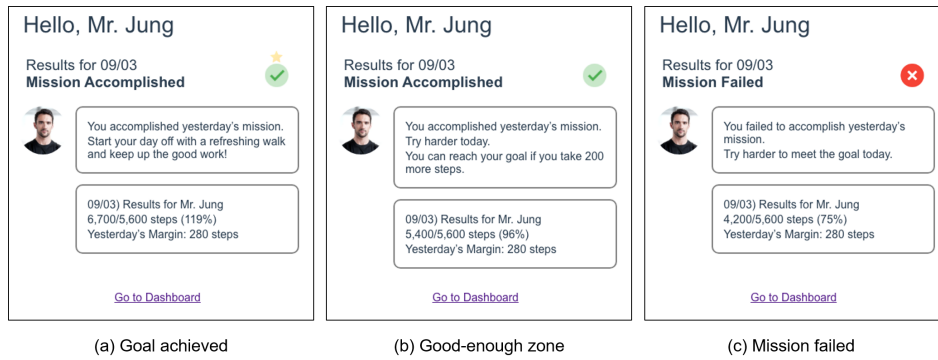 Hello, Mr. Jung
Results for 09/03
Mission Accomplished
You accomplished yesterday's mission.
Start your day off with a refreshing walk
and keep up the good work!
09/03) Results for Mr. Jung
6,700/5,600 steps (119%)
Yesterday's Margin: 280 steps
Go to Dashboard
(a) Goal achieved
Hello, Mr. Jung
Results for 09/03
Mission Accomplished
You accomplished yesterday's mission.
Try harder today.
You can reach your goal if you take 200
more steps.
09/03) Results for Mr. Jung
5,400/5,600 steps (96%)
Yesterday's Margin: 280 steps
Go to Dashboard
(b) Good-enough zone
Hello, Mr. Jung
Results for 09/03
Mission Failed
You failed to accomplish yesterday's
mission.
Try harder to meet the goal today.
09/03) Results for Mr. Jung
4,200/5,600 steps (75%)
Yesterday's Margin: 280 steps
Go to Dashboard
(c) Mission failed